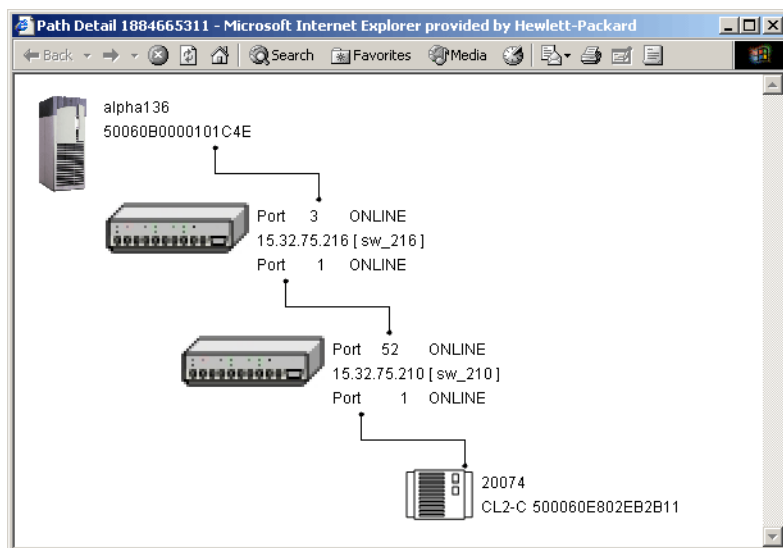 Path Detail 1884665311 - Microsoft Internet Explorer provided by Hewlett-Packard
Back Search Favorites Media
alpha136
50060B0000101C4E
Port 3 ONLINE
15.32.75.216 [ sw_216 ]
Port 1 ONLINE
Port 52 ONLINE
15.32.75.210 [ sw_210 ]
Port 1 ONLINE
20074
CL2-C 500060E802EB2B11